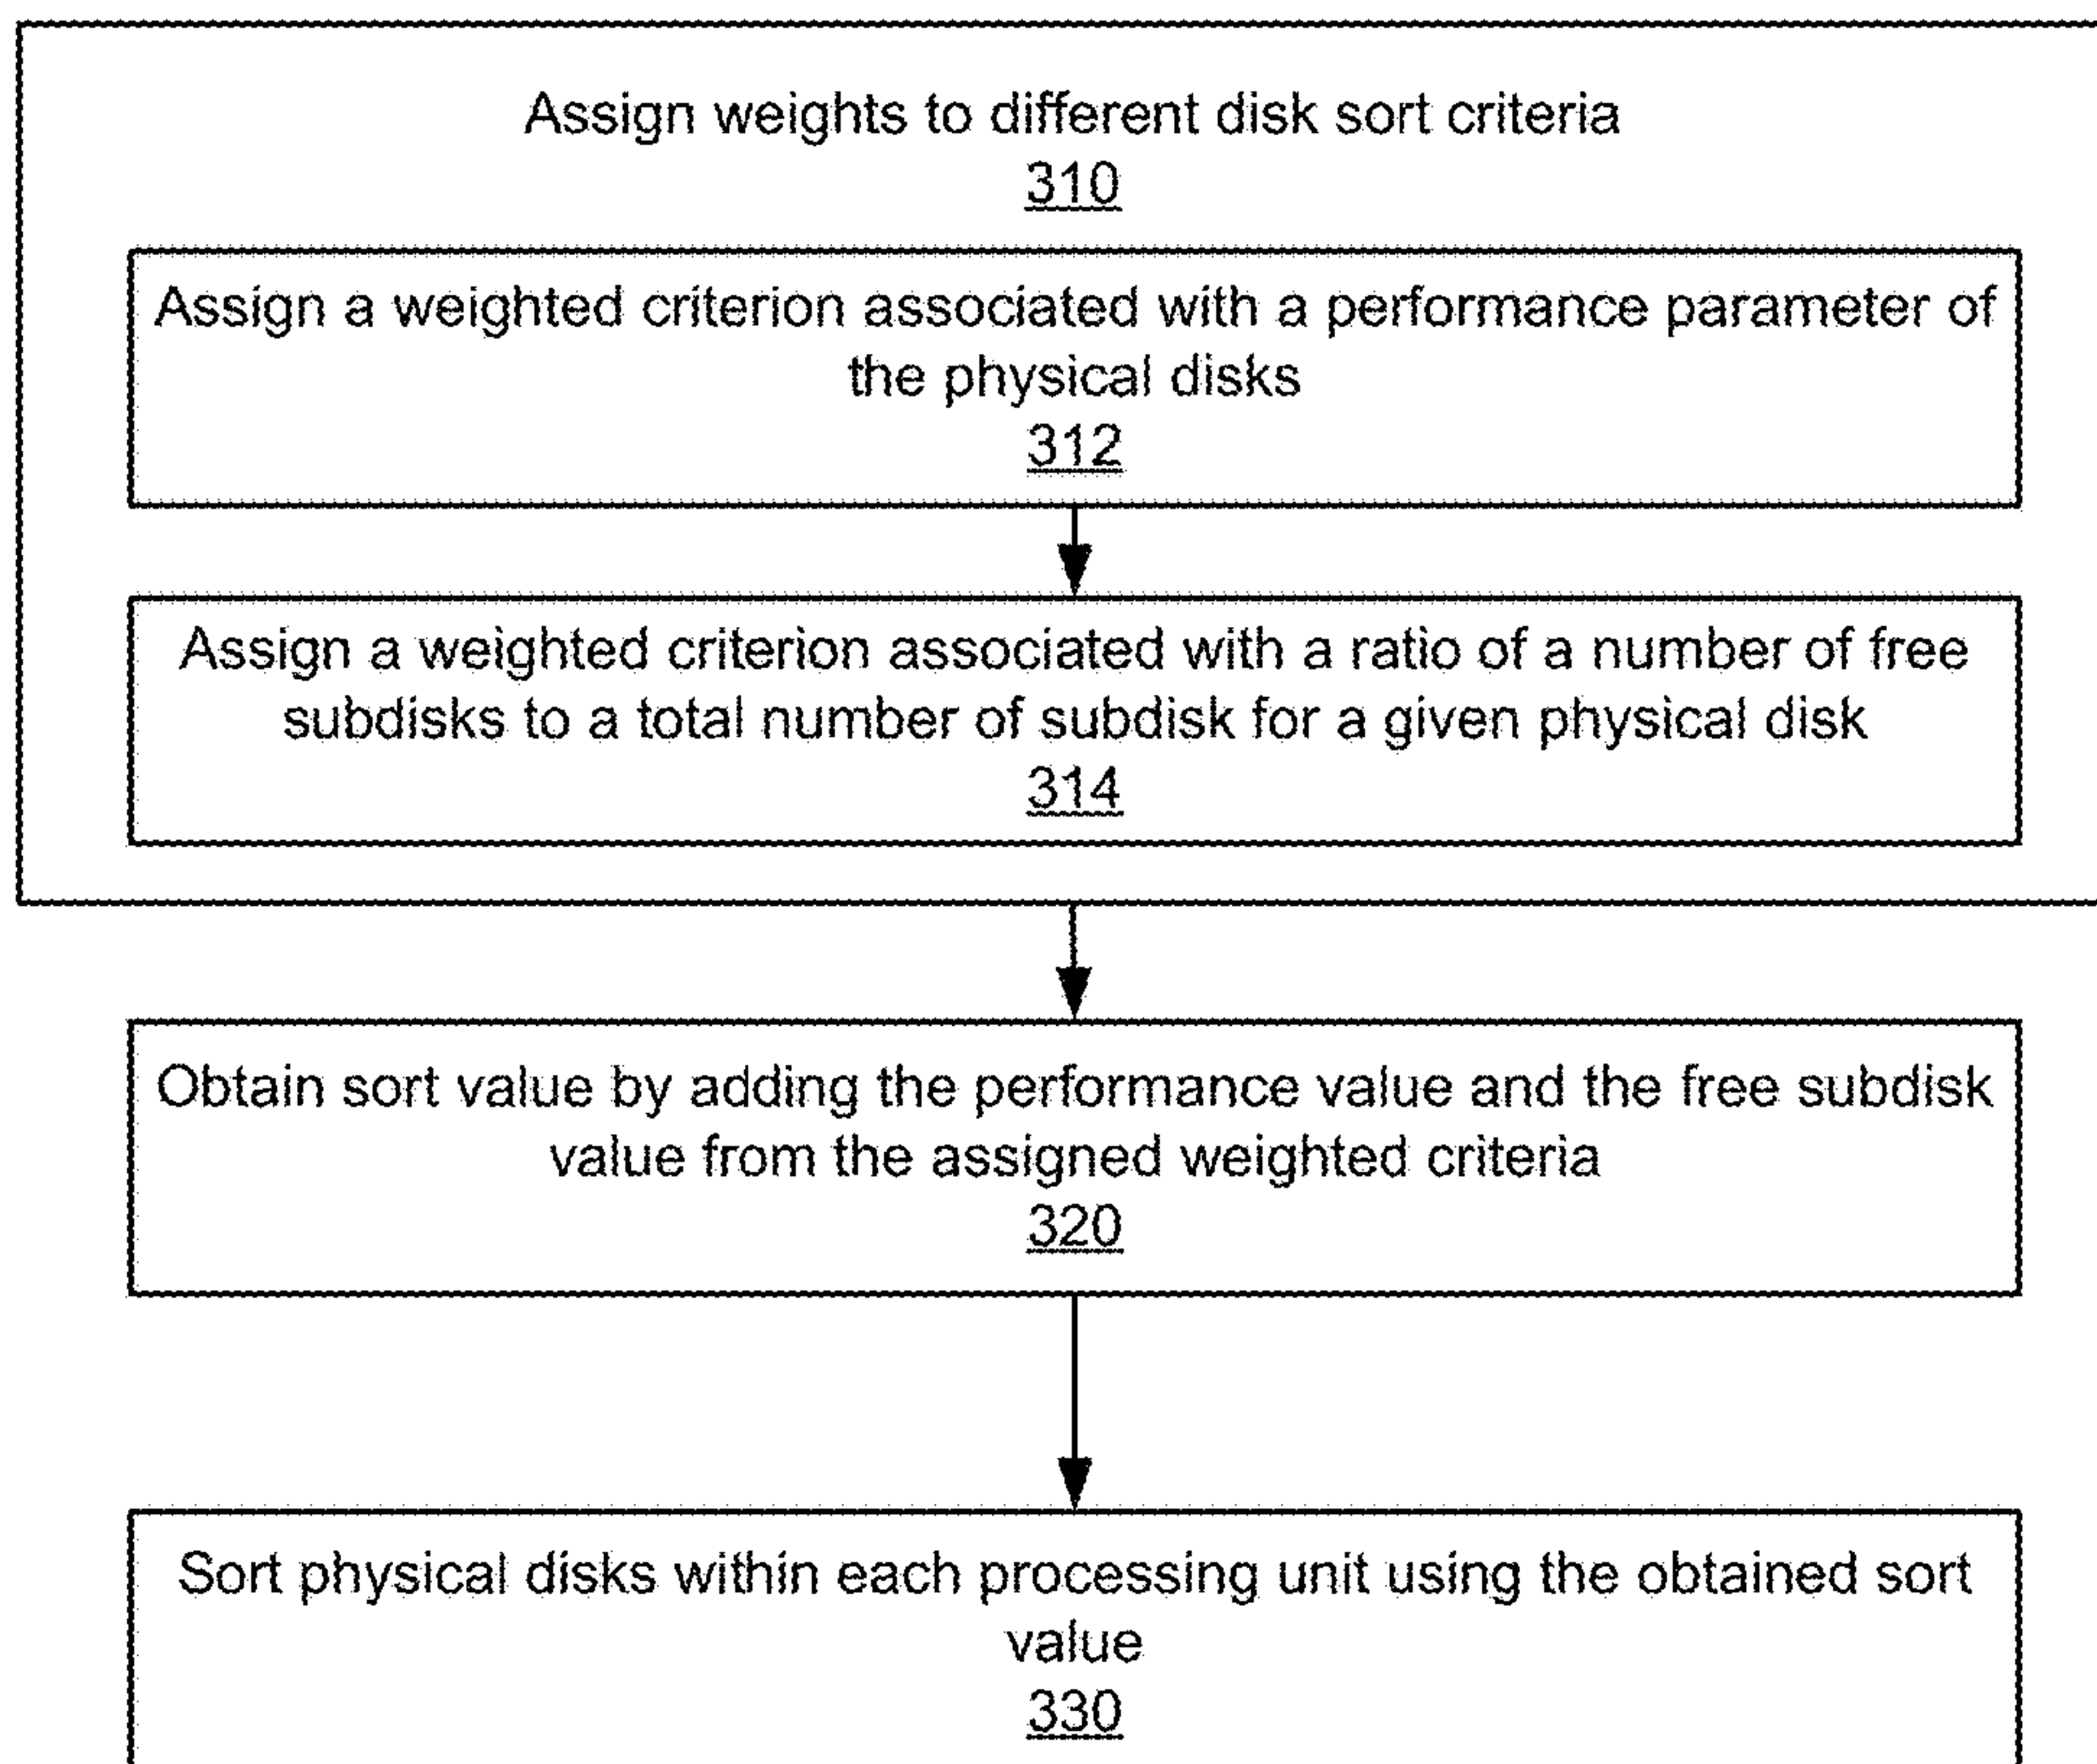 Assign weights to different disk sort criteria
310
Assign a weighted criterion associated with a performance parameter of
the physical disks
312
Assign a weighted criterion associated with a ratio of a number of free
subdisks to a total number of subdisk for a given physical disk
314
Obtain sort value by adding the performance value and the free subdisk
value from the assigned weighted criteria
320
Sort physical disks within each processing unit using the obtained sort
value
330